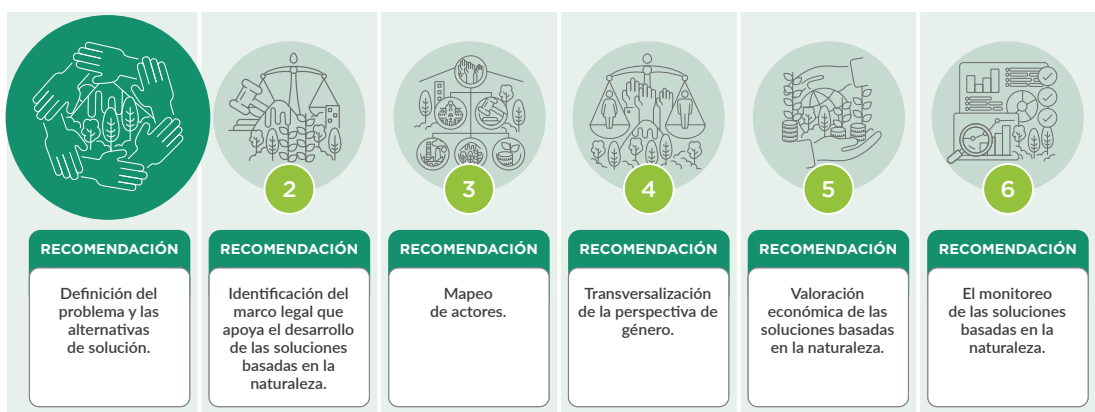 RECOMENDACIÓN
Definición del
problema y las
alternativas
de solución.
2
RECOMENDACIÓN
Identificación del
marco legal que
apoya el desarrollo
de las soluciones
basadas en la
naturaleza.
3
RECOMENDACIÓN
Mapeo
de actores.
4
RECOMENDACIÓN
Transversalización
de la perspectiva de
género.
5
RECOMENDACIÓN
Valoración
económica de las
soluciones basadas
en la naturaleza.
6
RECOMENDACIÓN
El monitoreo
de las soluciones
basadas en la
naturaleza.